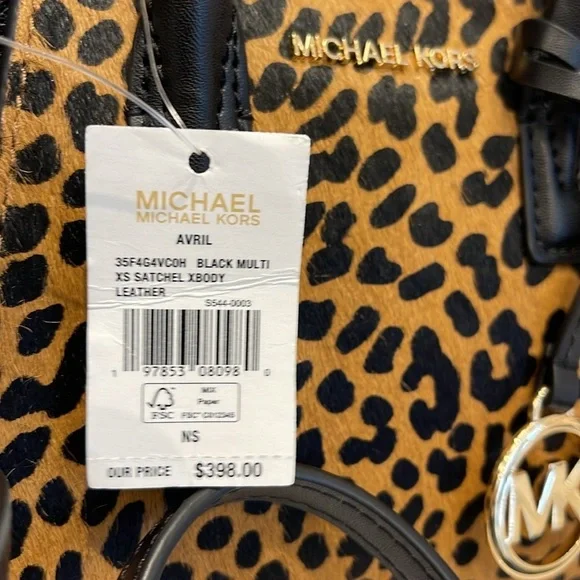 MICHAEL KORS
MICHAEL
MICHAEL KORS
AVRIL
35F4G4VC0H BLACK MULTI
XS SATCHEL XBODY
LEATHER
S544-0003
1 97853 08098 0
MIX
Paper
FSC FSC® C012345
NS
OUR PRICE $398.00
MK